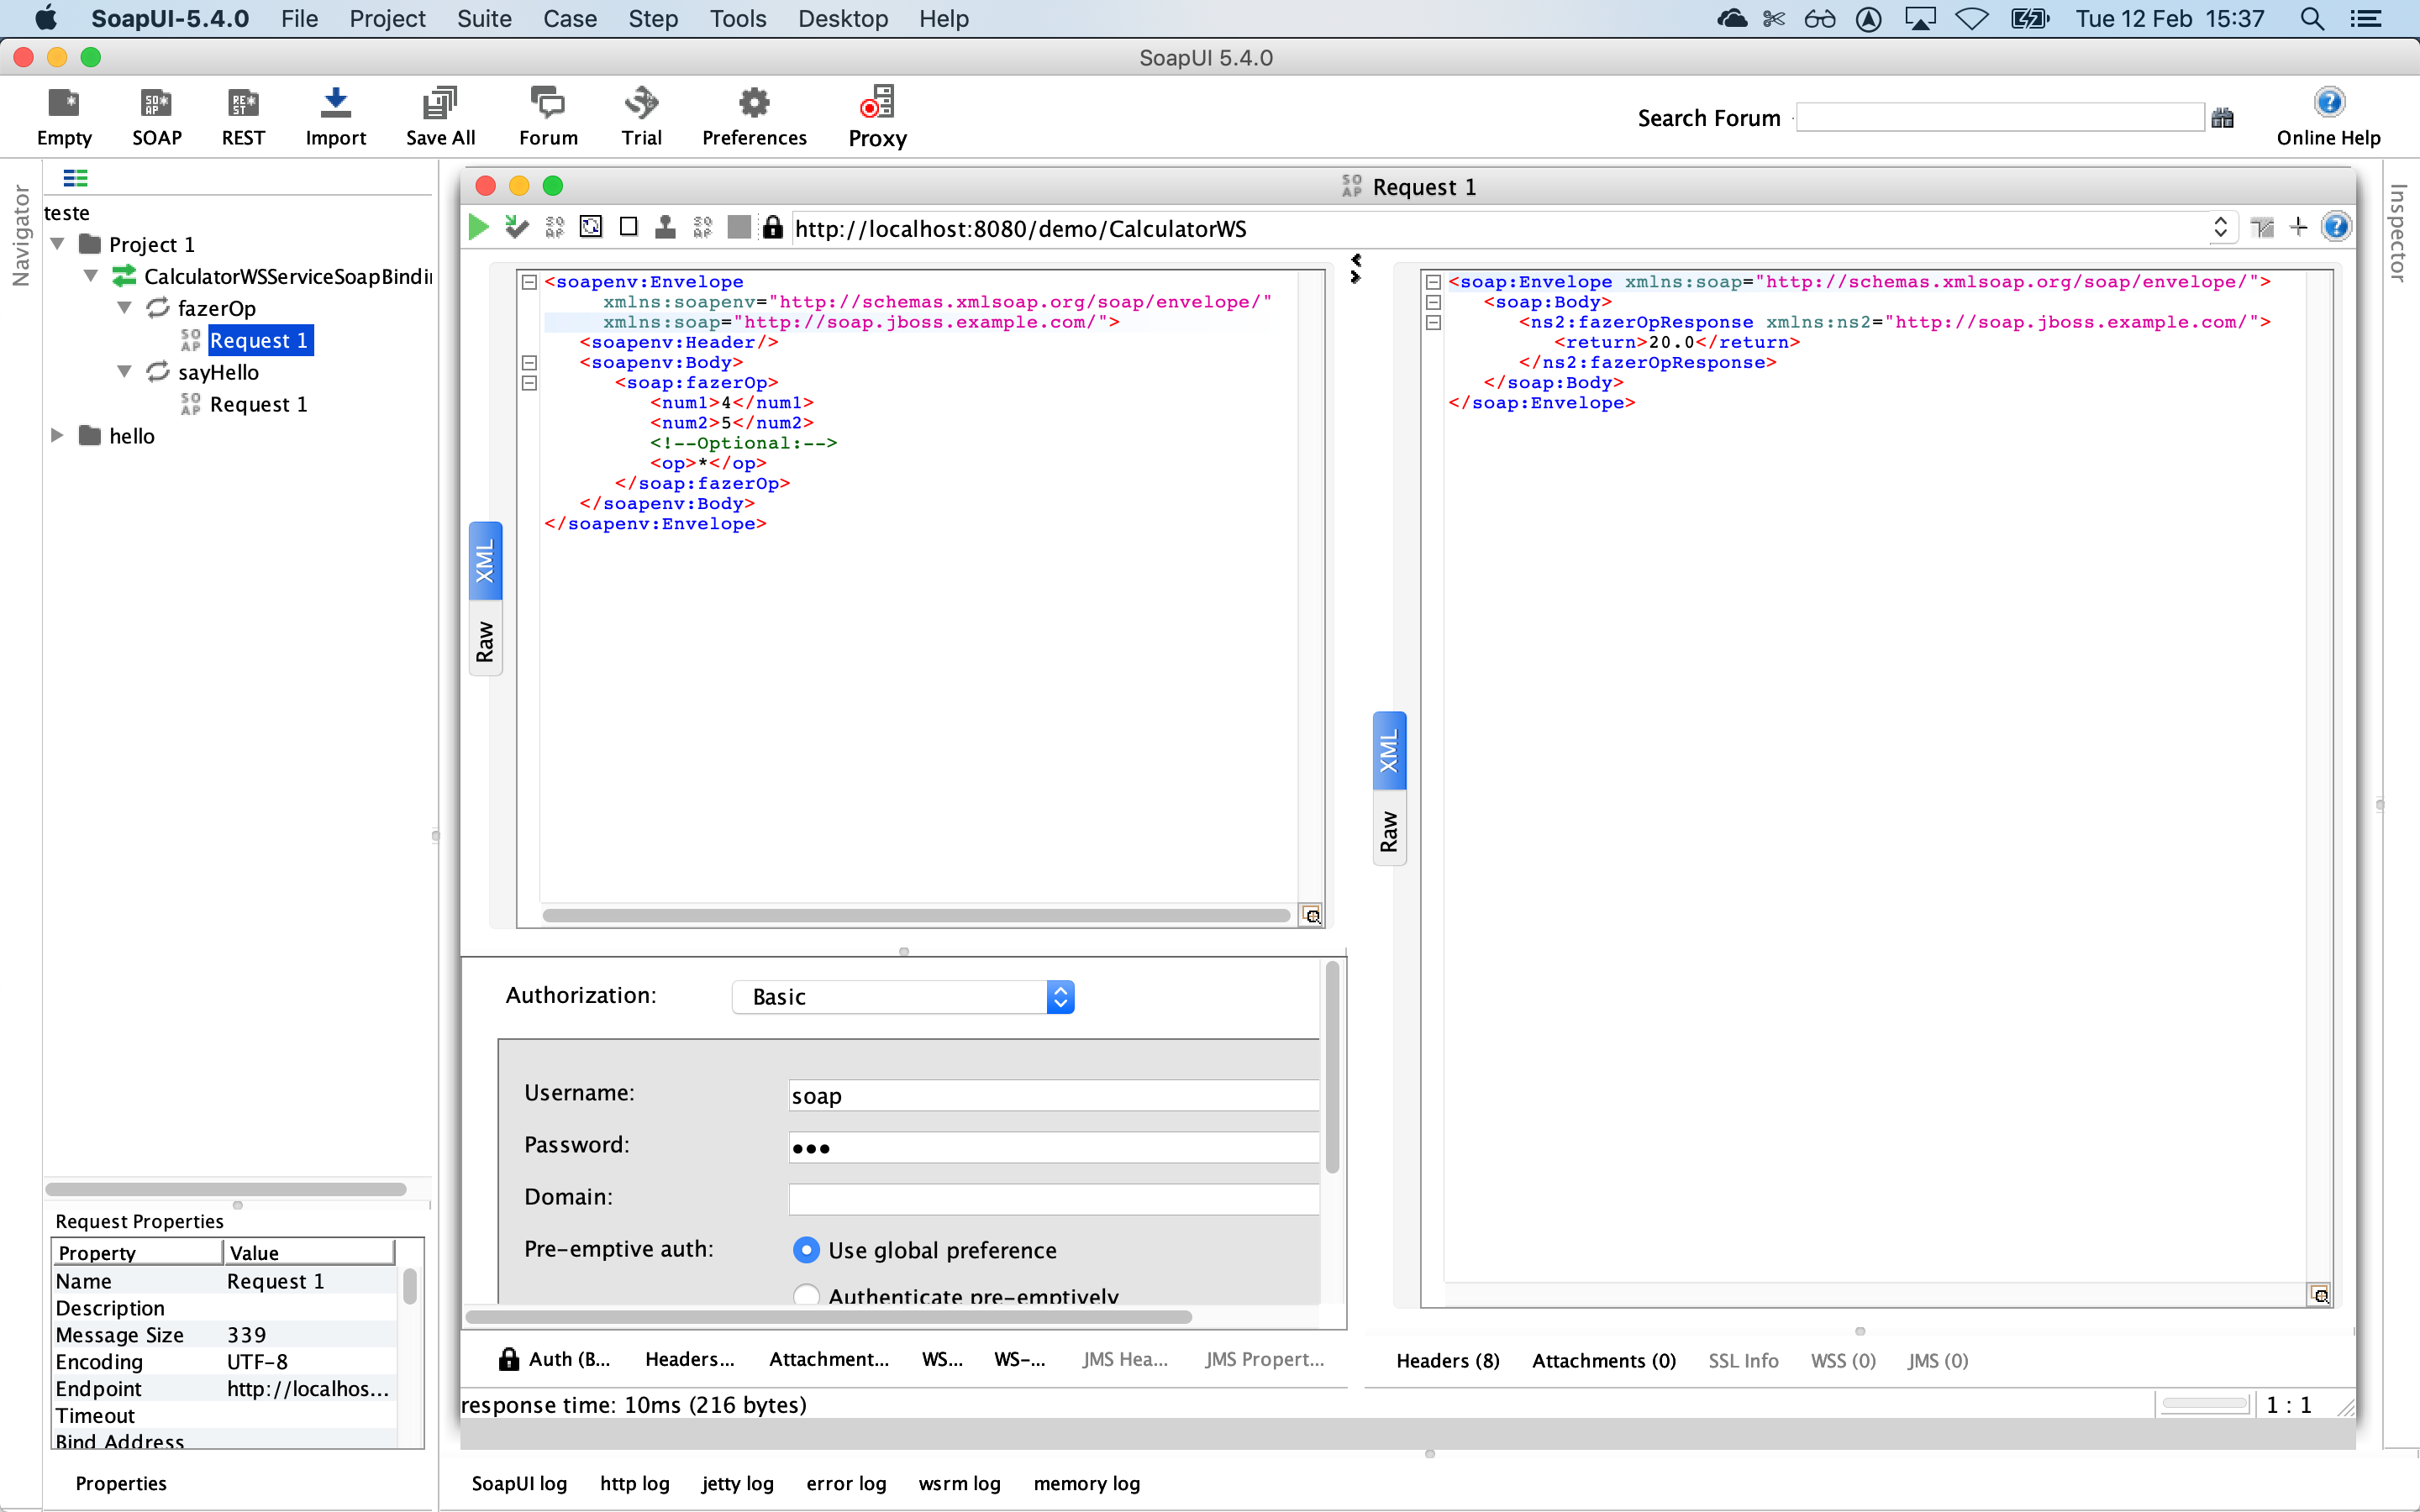 SoapUI-5.4.0 File Project Suite Case Step Tools Desktop Help Tue 12 Feb 15:37
SoapUI 5.4.0
Empty SOAP REST Import Save All Forum Trial Preferences Proxy Search Forum Online Help
Navigator
teste
Project 1
CalculatorWSServiceSoapBindin
fazerOp
SO AP Request 1
sayHello
SO AP Request 1
hello
Request Properties
Property Value
Name Request 1
Description
Message Size 339
Encoding UTF-8
Endpoint http://localhos...
Timeout
Bind Address
Properties
SO AP Request 1
http://localhost:8080/demo/CalculatorWS
<soapenv:Envelope
xmlns:soapenv="http://schemas.xmlsoap.org/soap/envelope/"
xmlns:soap="http://soap.jboss.example.com/">
<soapenv:Header/>
<soapenv:Body>
<soap:fazerOp>
<num1>4</num1>
<num2>5</num2>
<!--Optional:-->
<op>*</op>
</soap:fazerOp>
</soapenv:Body>
</soapenv:Envelope>
XML
Raw
Authorization: Basic
Username: soap
Password: •••
Domain:
Pre-emptive auth: Use global preference
Authenticate pre-emptively
Auth (B... Headers... Attachment... WS... WS-... JMS Hea... JMS Propert...
<soap:Envelope xmlns:soap="http://schemas.xmlsoap.org/soap/envelope/">
<soap:Body>
<ns2:fazerOpResponse xmlns:ns2="http://soap.jboss.example.com/">
<return>20.0</return>
</ns2:fazerOpResponse>
</soap:Body>
</soap:Envelope>
XML
Raw
Headers (8) Attachments (0) SSL Info WSS (0) JMS (0)
response time: 10ms (216 bytes)
1 : 1
SoapUI log http log jetty log error log wsrm log memory log
Inspector